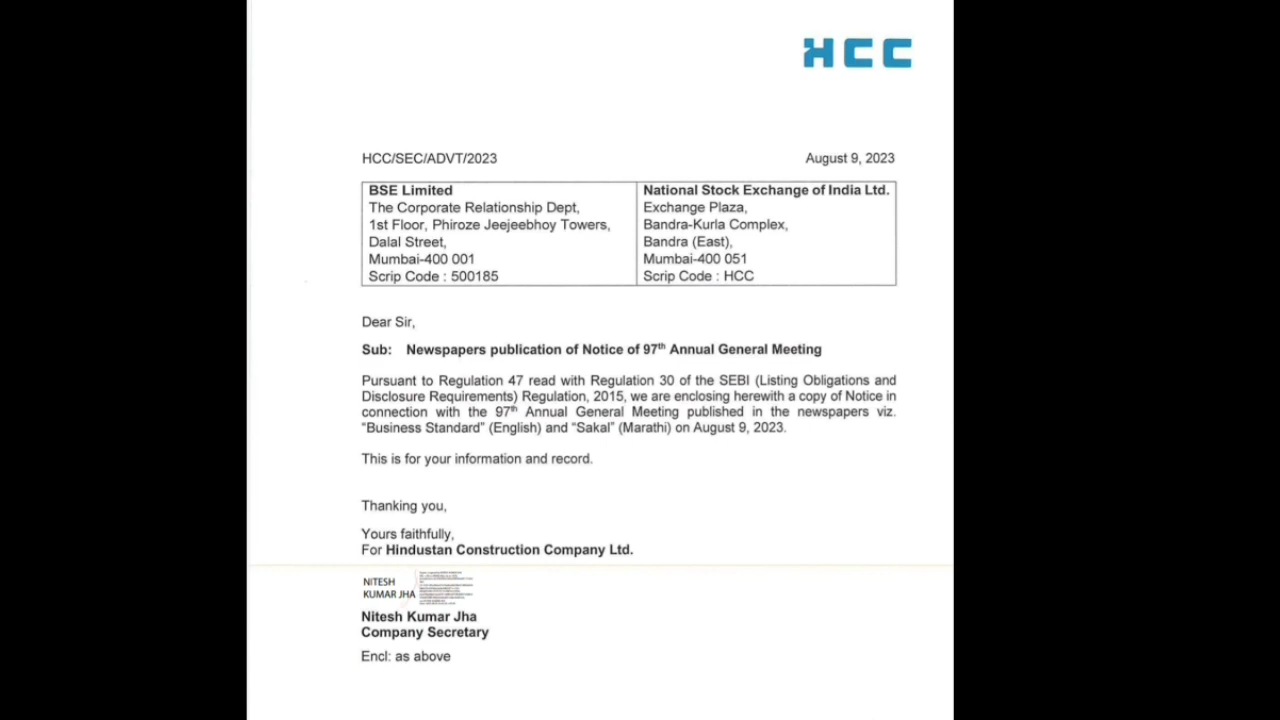 HCC
HCC/SEC/ADVT/2023
August 9, 2023
BSE Limited
The Corporate Relationship Dept,
1st Floor, Phiroze Jeejeebhoy Towers,
Dalal Street,
Mumbai-400 001
Scrip Code : 500185
National Stock Exchange of India Ltd.
Exchange Plaza,
Bandra-Kurla Complex,
Bandra (East),
Mumbai-400 051
Scrip Code : HCC
Dear Sir,
Sub: Newspapers publication of Notice of 97th Annual General Meeting
Pursuant to Regulation 47 read with Regulation 30 of the SEBI (Listing Obligations and
Disclosure Requirements) Regulation, 2015, we are enclosing herewith a copy of Notice in
connection with the 97th Annual General Meeting published in the newspapers viz.
“Business Standard” (English) and “Sakal” (Marathi) on August 9, 2023.
This is for your information and record.
Thanking you,
Yours faithfully,
For Hindustan Construction Company Ltd.
NITESH
KUMAR JHA
Nitesh Kumar Jha
Company Secretary
Encl: as above